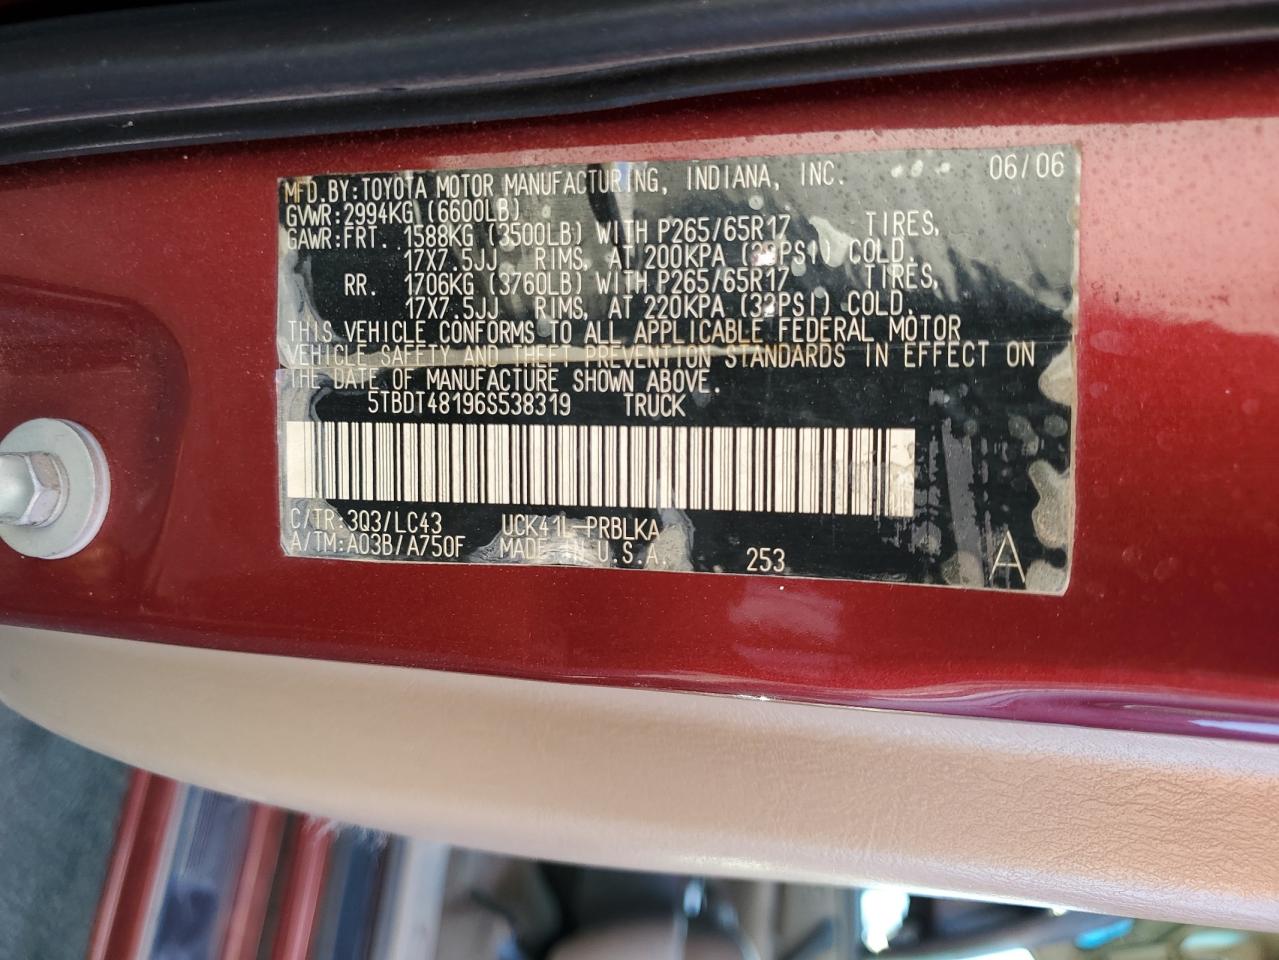 MFD.BY:TOYOTA MOTOR MANUFACTURING, INDIANA, INC. 06/06
GVWR:2994KG (6600LB)
GAWR:FRT. 1588KG (3500LB) WITH P265/65R17 TIRES,
17X7.5JJ RIMS, AT 200KPA (29PSI) COLD.
RR. 1706KG (3760LB) WITH P265/65R17 TIRES,
17X7.5JJ RIMS, AT 220KPA (32PSI) COLD.
THIS VEHICLE CONFORMS TO ALL APPLICABLE FEDERAL MOTOR
VEHICLE SAFETY AND THEFT PREVENTION STANDARDS IN EFFECT ON
THE DATE OF MANUFACTURE SHOWN ABOVE.
5TBDT48196S538319 TRUCK
C/TR:3Q3/LC43 UCK41L-PRBLKA
A/TM:A03B/A750F MADE IN U.S.A. 253 A